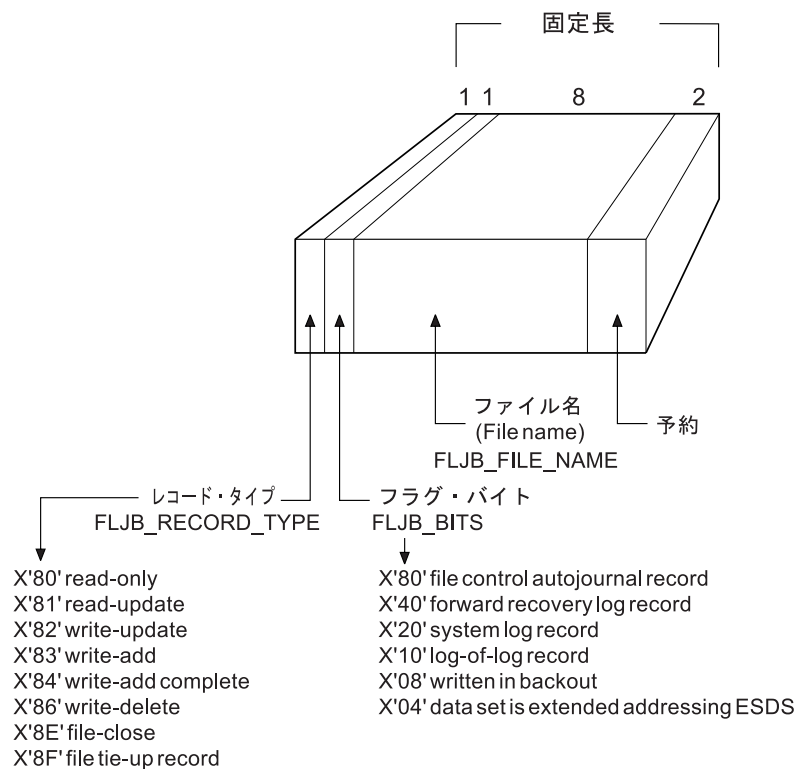 固定長
1 1 8 2
ファイル名
(File name)
FLJB_FILE_NAME
予約
レコード・タイプ
FLJB_RECORD_TYPE
フラグ・バイト
FLJB_BITS
X'80' read-only
X'81' read-update
X'82' write-update
X'83' write-add
X'84' write-add complete
X'86' write-delete
X'8E' file-close
X'8F' file tie-up record
X'80' file control autojournal record
X'40' forward recovery log record
X'20' system log record
X'10' log-of-log record
X'08' written in backout
X'04' data set is extended addressing ESDS